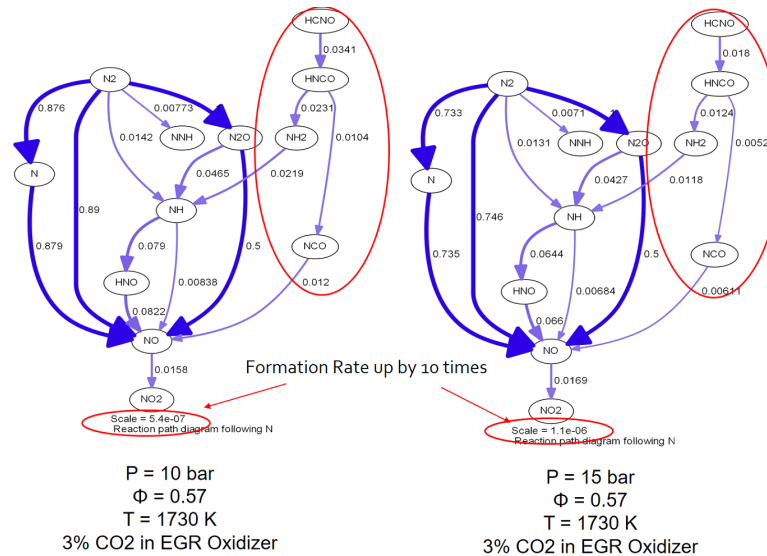 HCNO
0.0341
HNCO
N2
0.0231
0.876
0.00773
0.0104
0.0142
NNH
N2O
NH2
N
0.0465
0.0219
NH
0.89
0.079
0.5
NCO
0.879
HNO
0.00838
0.012
0.0822
NO
0.0158
NO2
Scale = 5.4e-07
Reaction path diagram following N
P = 10 bar
Φ = 0.57
T = 1730 K
3% CO2 in EGR Oxidizer
Formation Rate up by 10 times
HCNO
0.018
HNCO
N2
0.0124
0.733
0.0071
0.0052
0.0131
NNH
N2O
NH2
N
0.0427
0.0118
NH
0.746
0.0644
0.5
NCO
0.735
HNO
0.00684
0.00611
0.066
NO
0.0169
NO2
Scale = 1.1e-06
Reaction path diagram following N
P = 15 bar
Φ = 0.57
T = 1730 K
3% CO2 in EGR Oxidizer